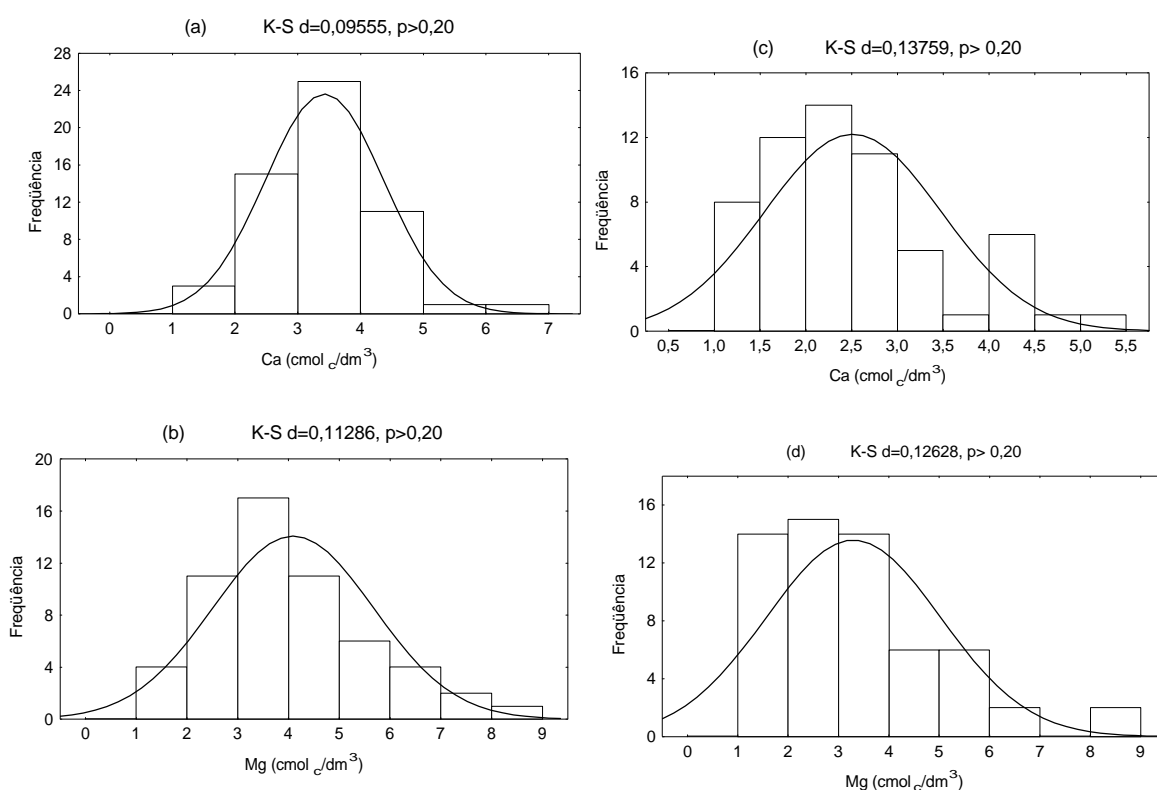 (a) K-S d=0,09555, p>0,20
28
24
20
16
12
8
4
0
Freqüência
0 1 2 3 4 5 6 7
Ca (cmol c/dm3)
(c) K-S d=0,13759, p> 0,20
16
12
8
4
0
Freqüência
0,5 1,0 1,5 2,0 2,5 3,0 3,5 4,0 4,5 5,0 5,5
Ca (cmol c/dm3)
(b) K-S d=0,11286, p>0,20
20
16
12
8
4
0
Freqüência
0 1 2 3 4 5 6 7 8 9
Mg (cmol c/dm3)
(d) K-S d=0,12628, p> 0,20
16
12
8
4
0
Freqüência
0 1 2 3 4 5 6 7 8 9
Mg (cmol c/dm3)